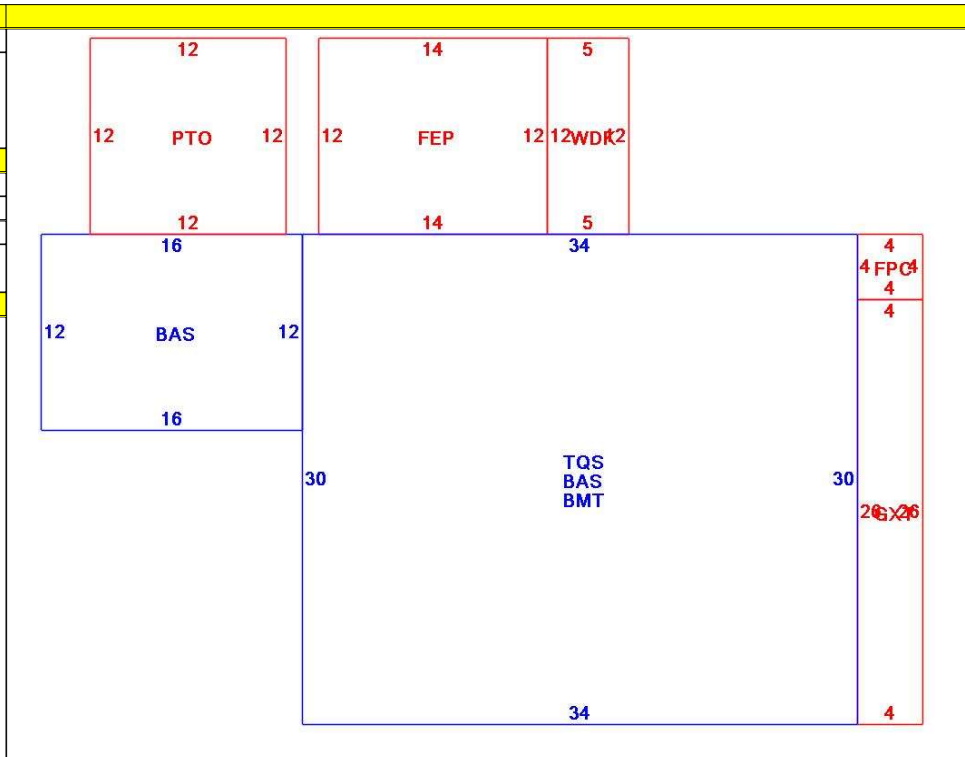 12 14 5
12 PTO 12 12 FEP 12 12 WDK 12
12 14 5
16 34 4
4 FPC 4
4
4
12 BAS 12
16
TQS
30 BAS 30
BMT
26 GXT 26
34 4